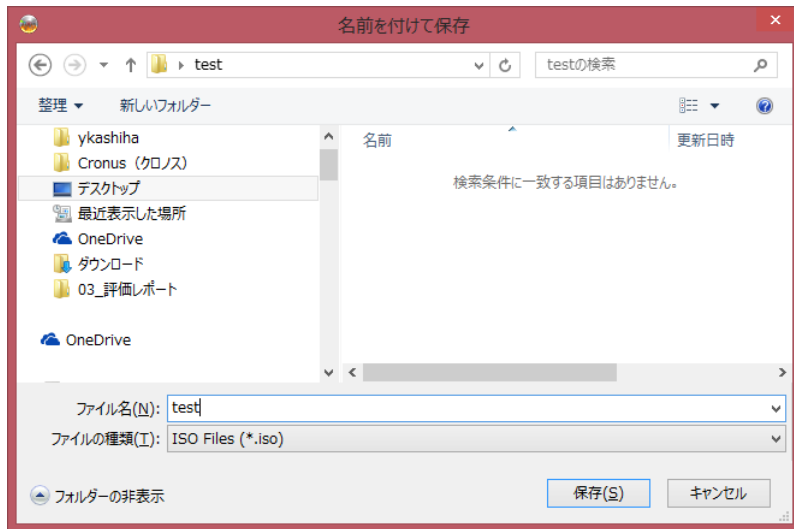 名前を付けて保存
test
testの検索
整理 新しいフォルダー
ykashiha
Cronus（クロノス）
デスクトップ
最近表示した場所
OneDrive
ダウンロード
03_評価レポート
OneDrive
名前 更新日時
検索条件に一致する項目はありません。
ファイル名(N): test
ファイルの種類(T): ISO Files (*.iso)
フォルダーの非表示 保存(S) キャンセル